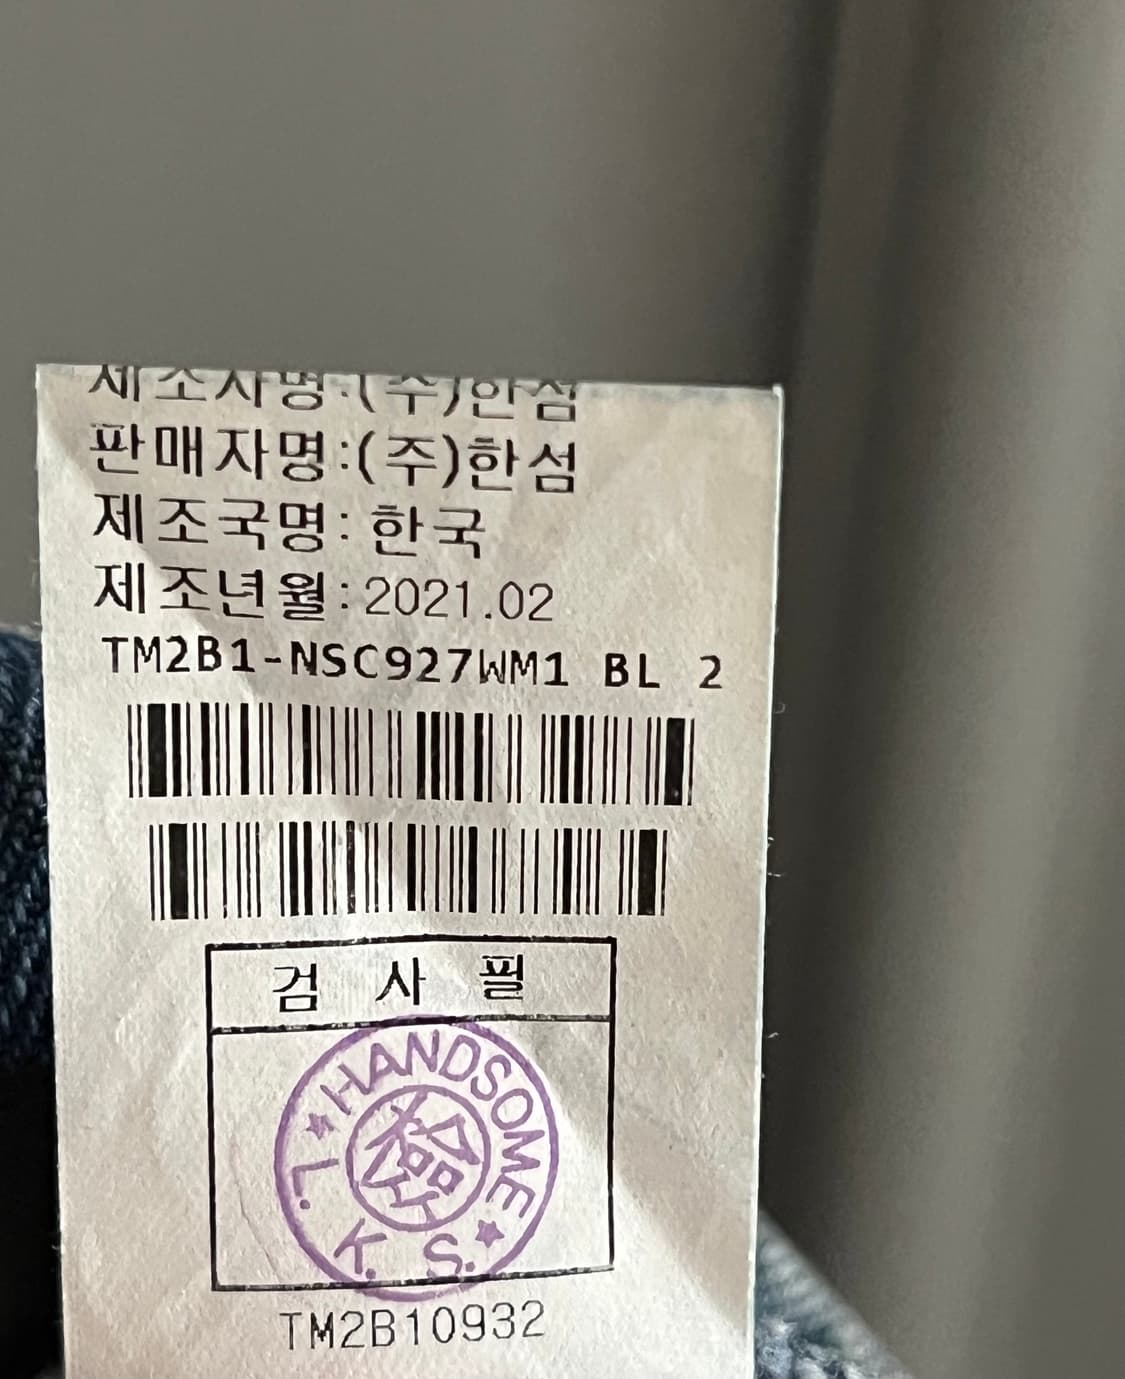 제조자명:(주)한섬
판매자명:(주)한섬
제조국명: 한국
제조년월:2021.02
TM2B1-NSC927WM1 BL 2
검 사 필
★ HANDSOME ★
L. K. S.
TM2B10932